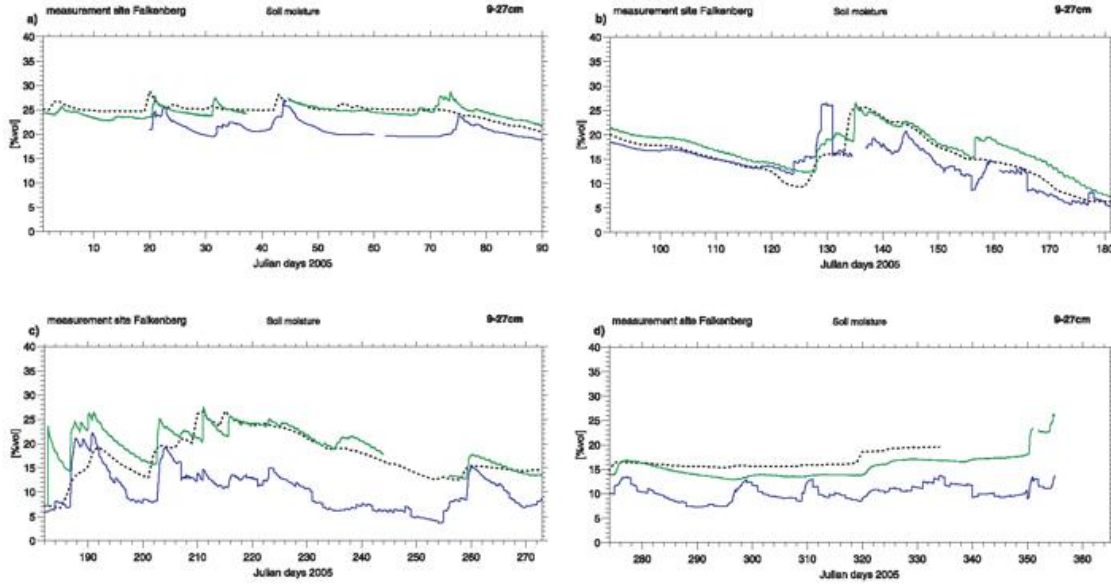 measurement site Falkenberg Soil moisture 9-27cm
a)
40
35
30
25
20
15
10
5
0
[%vol]
10 20 30 40 50 60 70 80 90
Julian days 2005
measurement site Falkenberg Soil moisture 9-27cm
b)
40
35
30
25
20
15
10
5
0
[%vol]
100 110 120 130 140 150 160 170 180
Julian days 2005
measurement site Falkenberg Soil moisture 9-27cm
c)
40
35
30
25
20
15
10
5
0
[%vol]
190 200 210 220 230 240 250 260 270
Julian days 2005
measurement site Falkenberg Soil moisture 9-27cm
d)
40
35
30
25
20
15
10
5
0
[%vol]
280 290 300 310 320 330 340 350 360
Julian days 2005